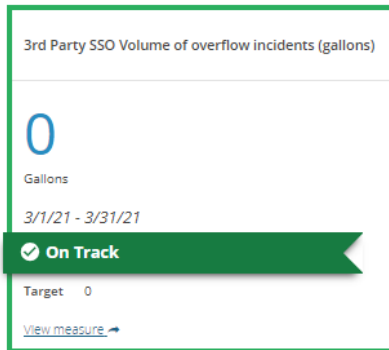 3rd Party SSO Volume of overflow incidents (gallons)
0
Gallons
3/1/21 - 3/31/21
On Track
Target 0
View measure